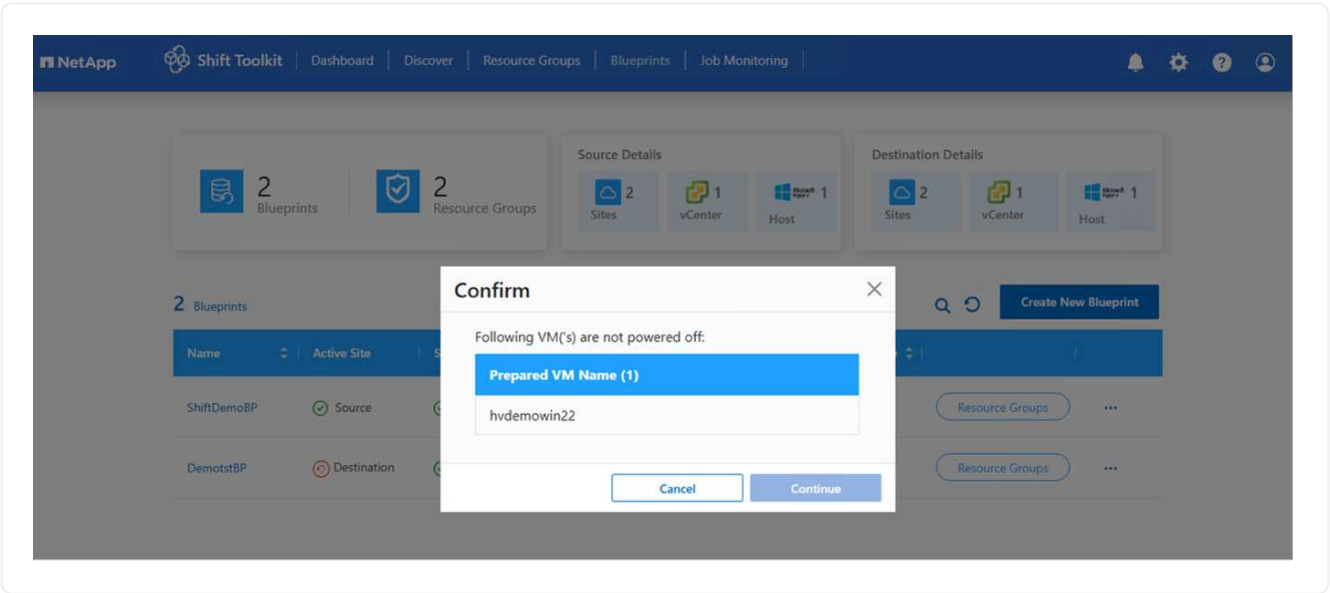 NetApp Shift Toolkit Dashboard Discover Resource Groups Blueprints Job Monitoring
Source Details
Destination Details
2
Blueprints
2
Resource Groups
2
Sites
1
vCenter
1
Host
2
Sites
1
vCenter
1
Host
Confirm
Following VM('s) are not powered off:
Prepared VM Name (1)
hvdemowin22
Cancel Continue
2 Blueprints
Create New Blueprint
Name Active Site S
ShiftDemoBP Source Resource Groups ...
DemotstBP Destination Resource Groups ...